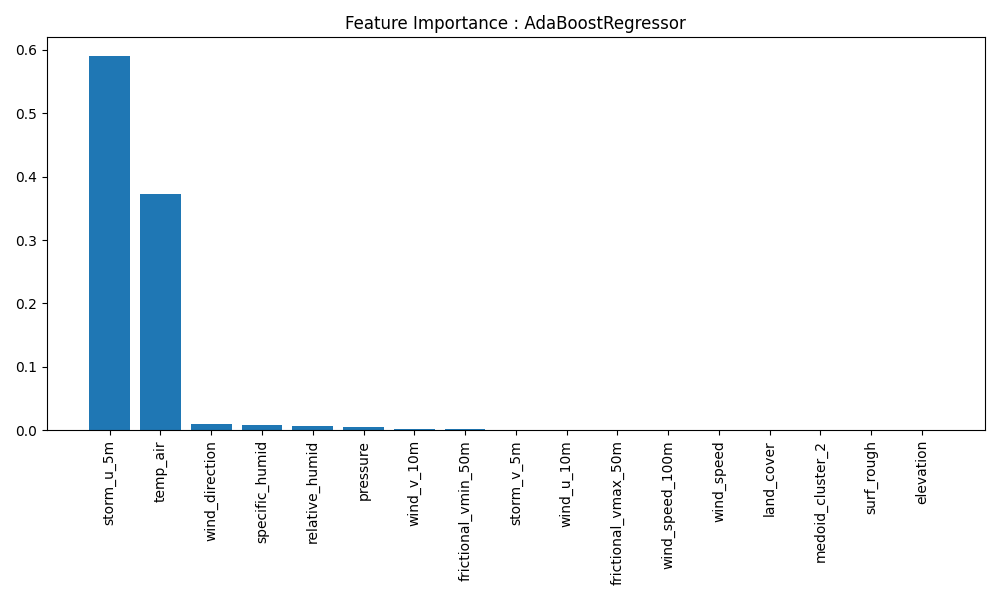 Feature Importance : AdaBoostRegressor
0.6
0.5
0.4
0.3
0.2
0.1
0.0
storm_u_5m
temp_air
wind_direction
specific_humid
relative_humid
pressure
wind_v_10m
frictional_vmin_50m
storm_v_5m
wind_u_10m
frictional_vmax_50m
wind_speed_100m
wind_speed
land_cover
medoid_cluster_2
surf_rough
elevation